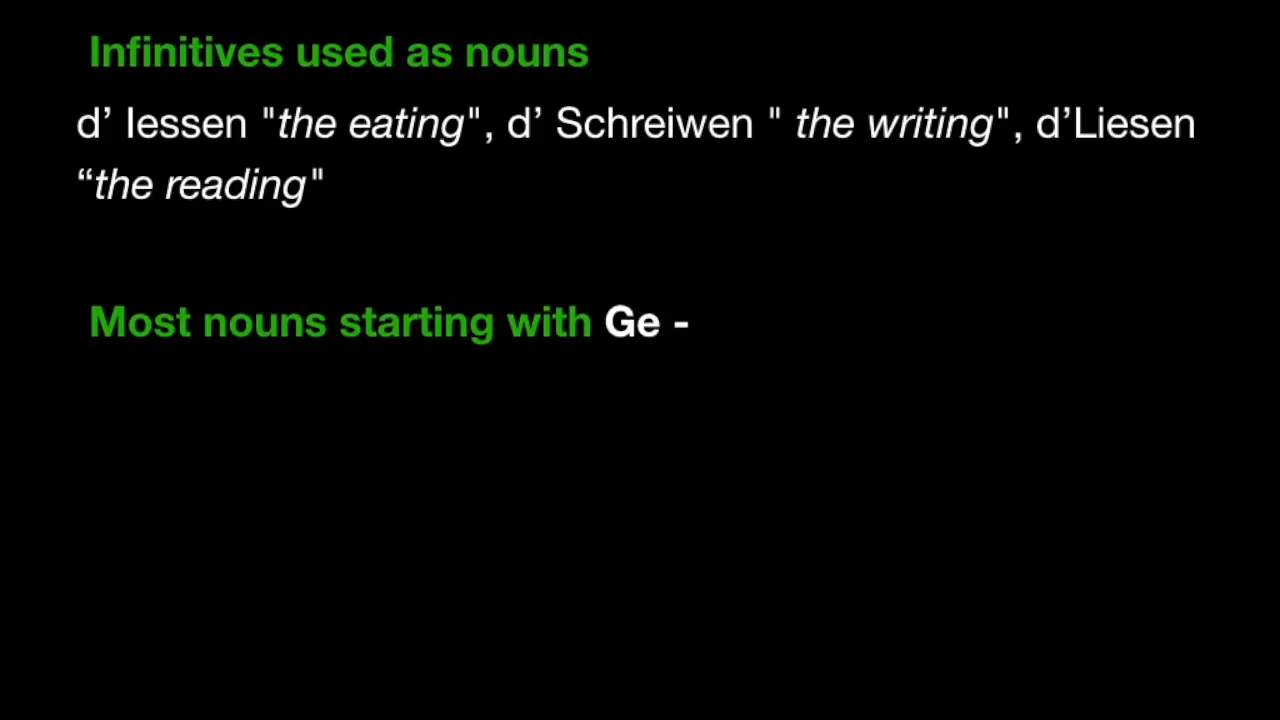 Infinitives used as nouns
d’ Iessen "the eating", d’ Schreiwen " the writing", d’Liesen
“the reading"
Most nouns starting with Ge -